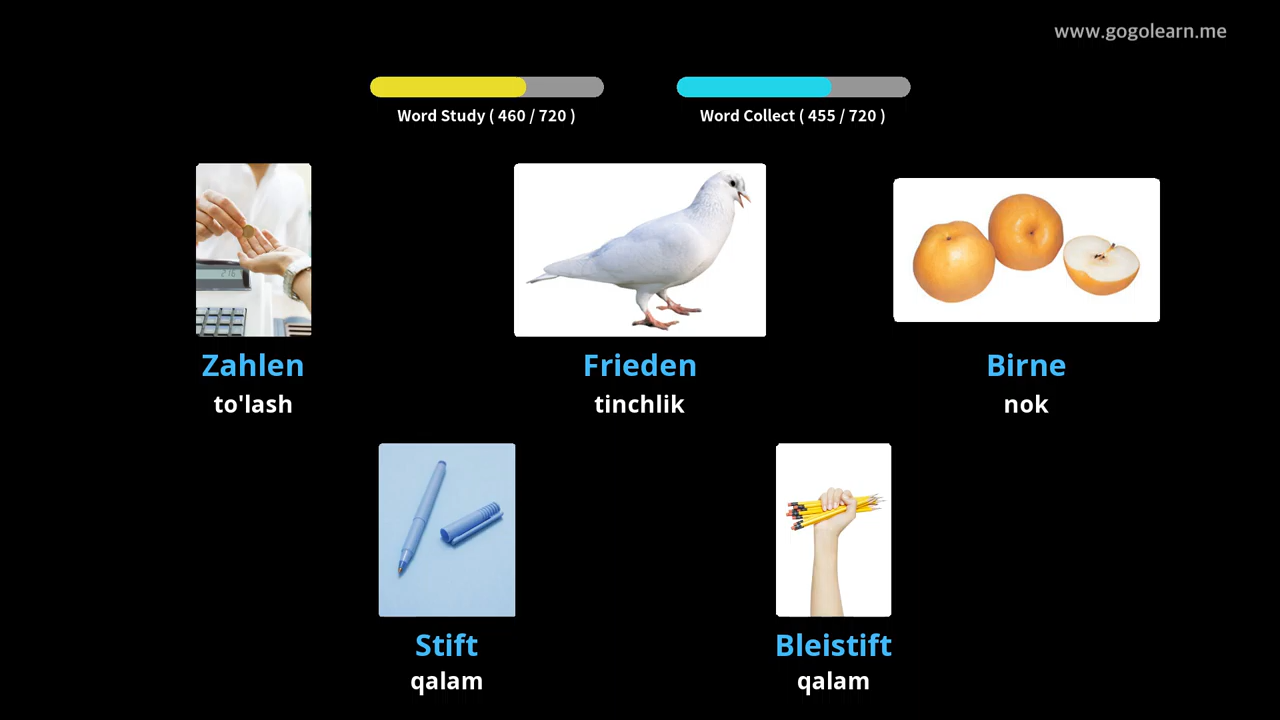 www.gogolearn.me
Word Study ( 460 / 720 )
Word Collect ( 455 / 720 )
216
Zahlen
to'lash
Frieden
tinchlik
Birne
nok
Stift
qalam
Bleistift
qalam